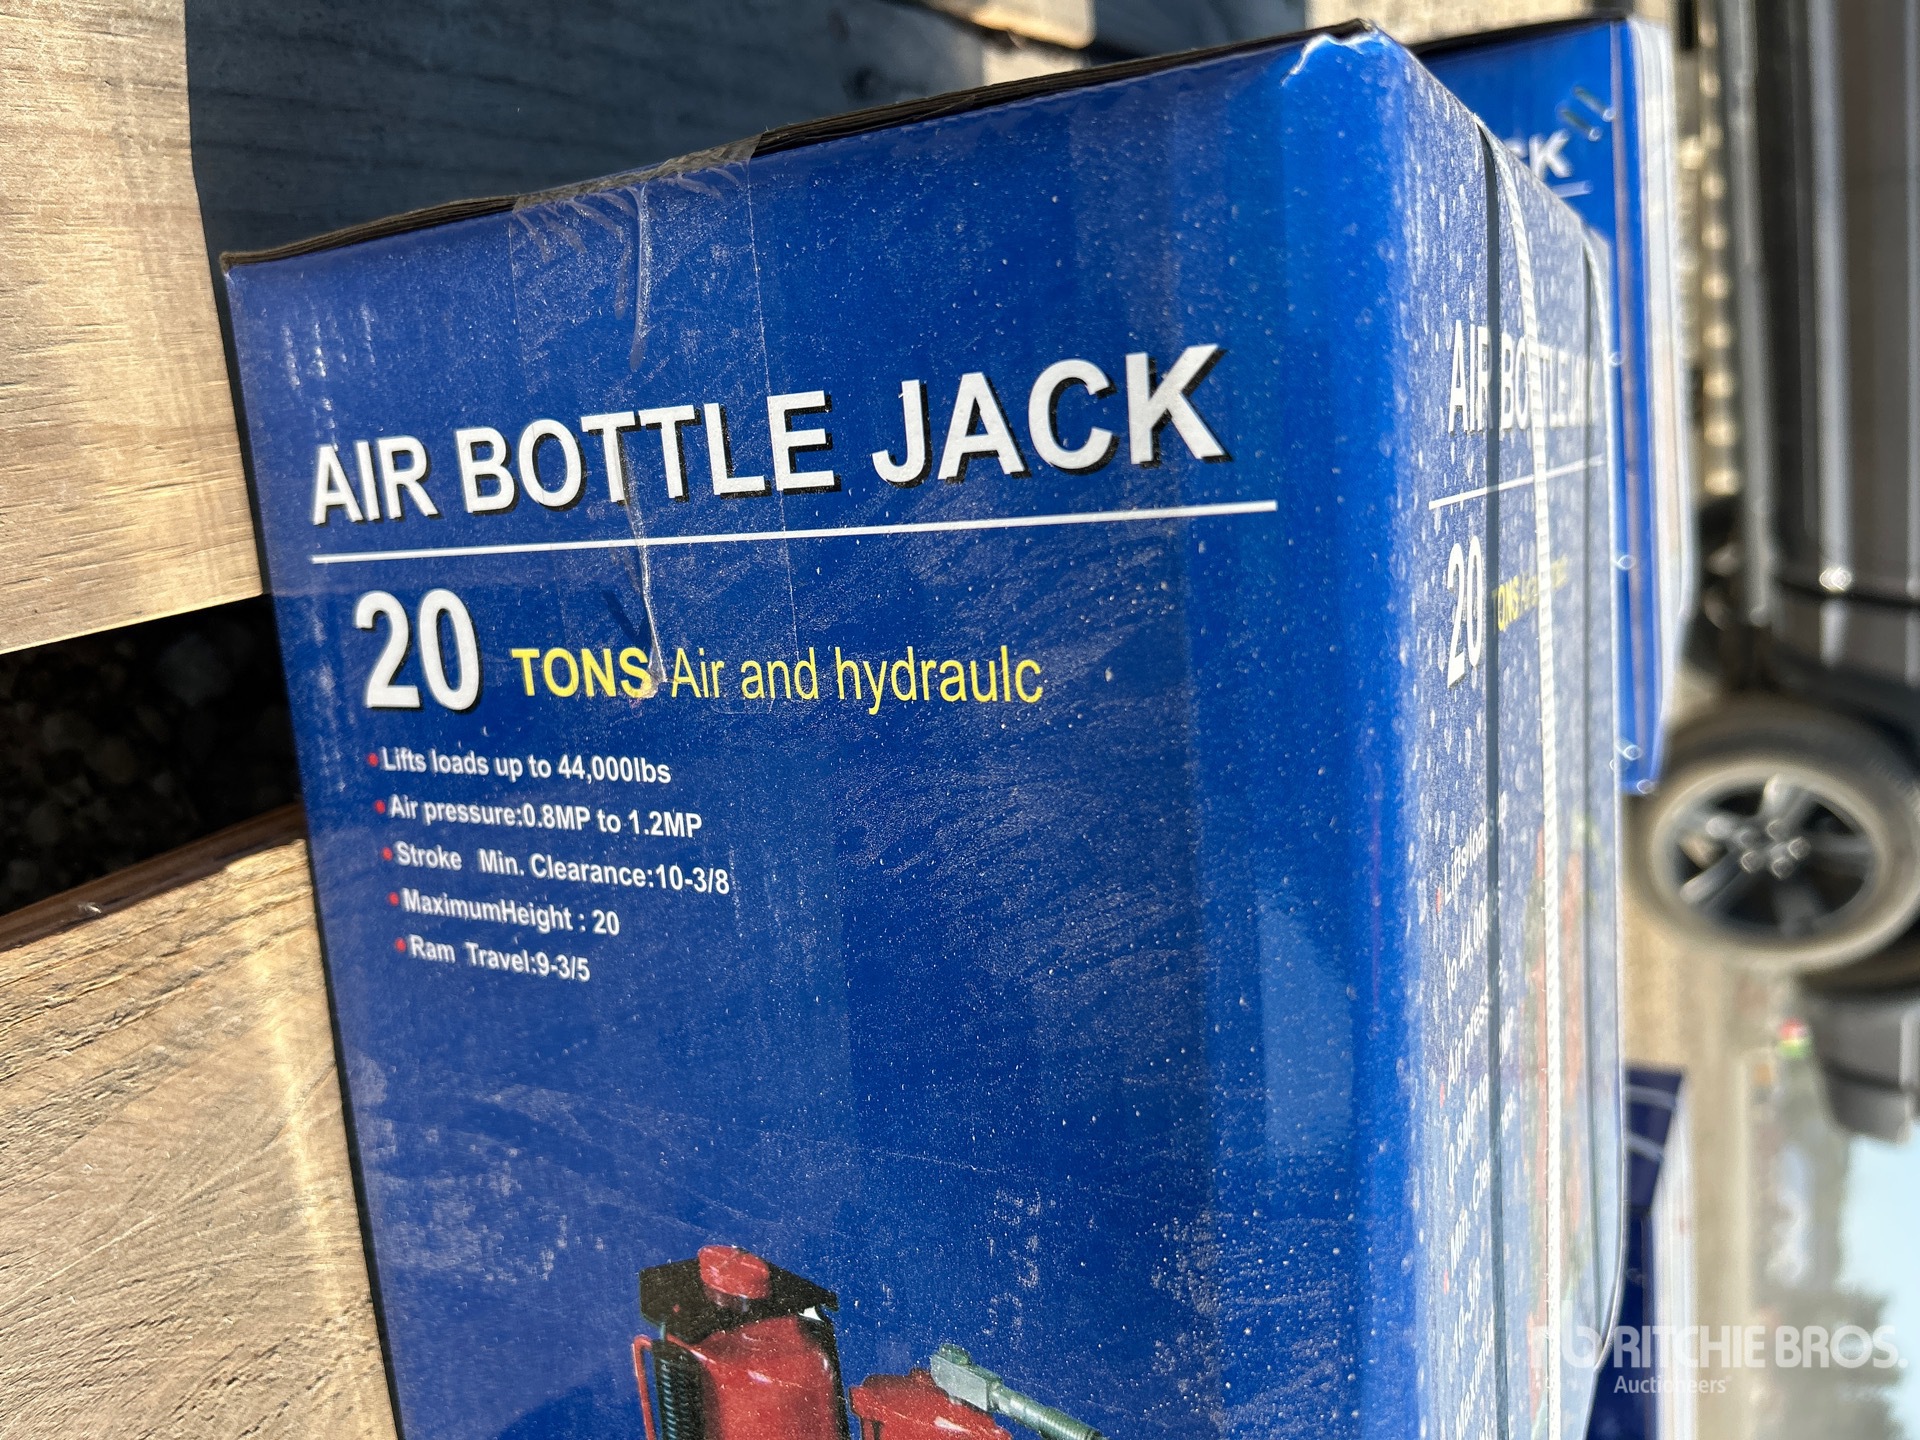 AIR BOTTLE JACK
20 TONS Air and hydraulc
•Lifts loads up to 44,000lbs
•Air pressure:0.8MP to 1.2MP
•Stroke Min. Clearance:10-3/8
•MaximumHeight : 20
•Ram Travel:9-3/5
AIR BOTTLE JACK
20 TONS
RITCHIE BROS.
Auctioneers